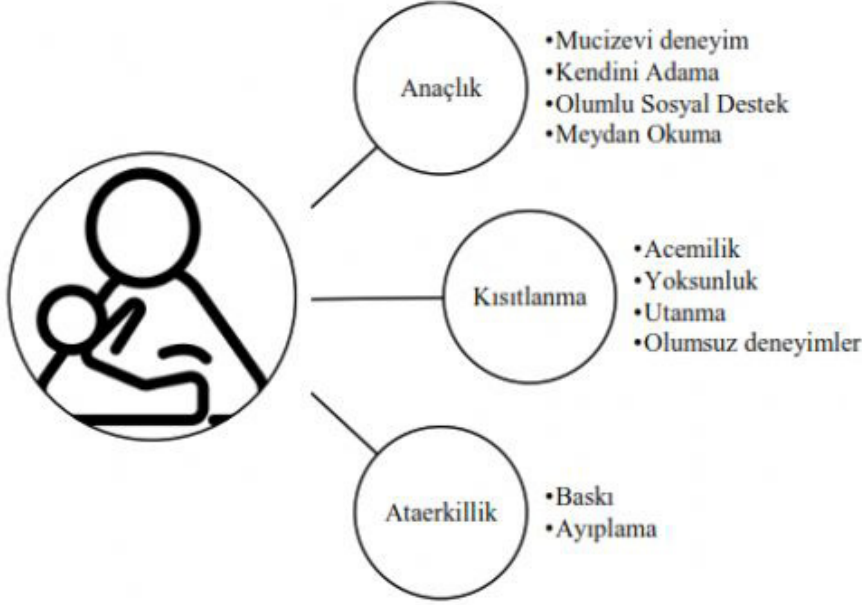 Anaçlık
•Mucizevi deneyim
•Kendini Adama
•Olumlu Sosyal Destek
•Meydan Okuma
Kısıtlanma
•Acemilik
•Yoksunluk
•Utanma
•Olumsuz deneyimler
Ataerkillik
•Baskı
•Ayıplama